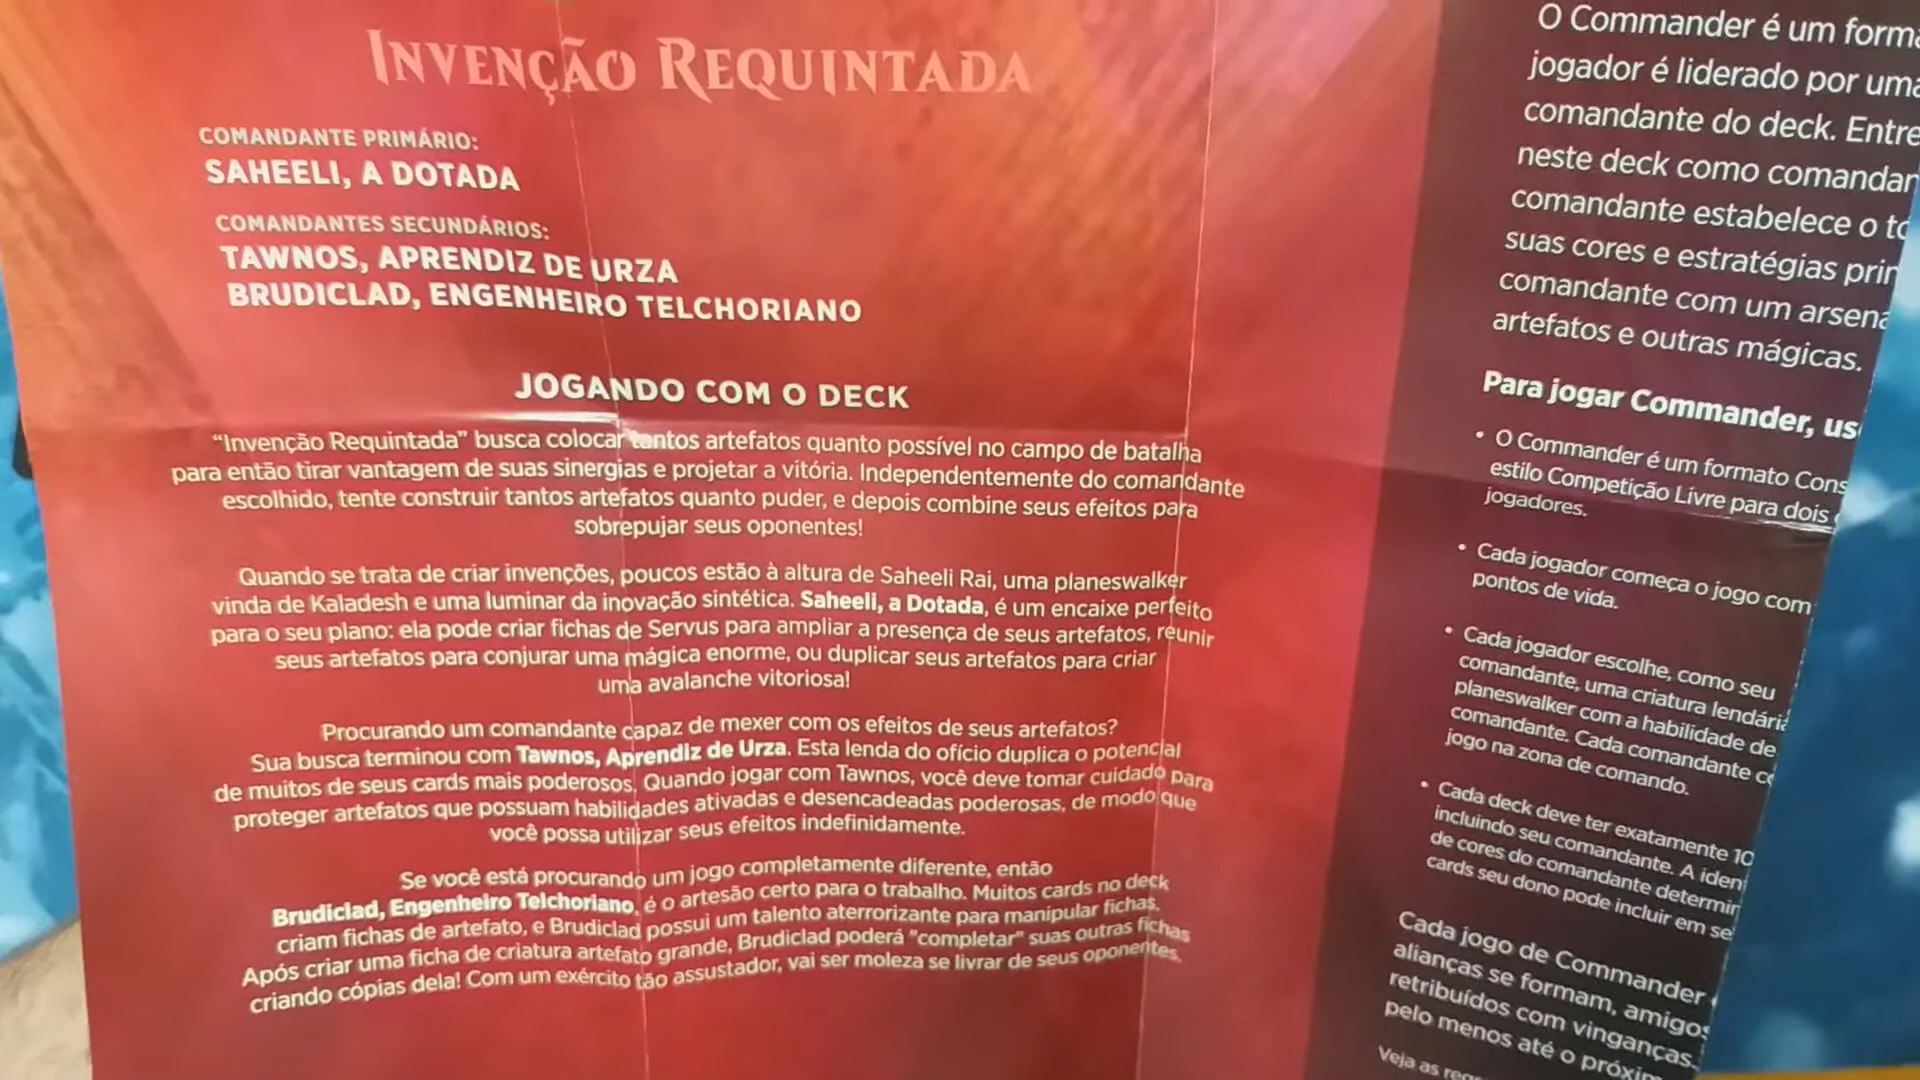 INVENÇÃO REQUINTADA
COMANDANTE PRIMÁRIO:
SAHEELI, A DOTADA
COMANDANTES SECUNDÁRIOS:
TAWNOS, APRENDIZ DE URZA
BRUDICLAD, ENGENHEIRO TELCHORIANO
JOGANDO COM O DECK
“Invenção Requintada” busca colocar tantos artefatos quanto possível no campo de batalha
para então tirar vantagem de suas sinergias e projetar a vitória. Independentemente do comandante
escolhido, tente construir tantos artefatos quanto puder, e depois combine seus efeitos para
sobrepujar seus oponentes!
Quando se trata de criar invenções, poucos estão à altura de Saheeli Rai, uma planeswalker
vinda de Kaladesh e uma luminar da inovação sintética. Saheeli, a Dotada, é um encaixe perfeito
para o seu plano: ela pode criar fichas de Servus para ampliar a presença de seus artefatos, reunir
seus artefatos para conjurar uma mágica enorme, ou duplicar seus artefatos para criar
uma avalanche vitoriosa!
Procurando um comandante capaz de mexer com os efeitos de seus artefatos?
Sua busca terminou com Tawnos, Aprendiz de Urza. Esta lenda do ofício duplica o potencial
de muitos de seus cards mais poderosos. Quando jogar com Tawnos, você deve tomar cuidado para
proteger artefatos que possuam habilidades ativadas e desencadeadas poderosas, de modo que
você possa utilizar seus efeitos indefinidamente.
Se você está procurando um jogo completamente diferente, então
Brudiclad, Engenheiro Telchoriano, é o artesão certo para o trabalho. Muitos cards no deck
criam fichas de artefato, e Brudiclad possui um talento aterrorizante para manipular fichas.
Após criar uma ficha de criatura artefato grande, Brudiclad poderá "completar" suas outras fichas
criando cópias dela! Com um exército tão assustador, vai ser moleza se livrar de seus oponentes.
O Commander é um
jogador é liderado por
comandante do deck. Entre
neste deck como
comandante estabelece o
suas cores e estratégias
comandante com um
artefatos e outras mágicas.
Para jogar Commander,
• O Commander é um formato
estilo Competição Livre para dois
jogadores.
• Cada jogador começa o jogo com
pontos de vida.
• Cada jogador escolhe, como seu
comandante, uma criatura
planeswalker com a habilidade de
comandante. Cada comandante
jogo na zona de comando.
• Cada deck deve ter exatamente
incluindo seu comandante. A
de cores do comandante
cards seu dono pode incluir em
Cada jogo de Commander
alianças se formam,
retribuídos com vinganças.
pelo menos até o
Veja as